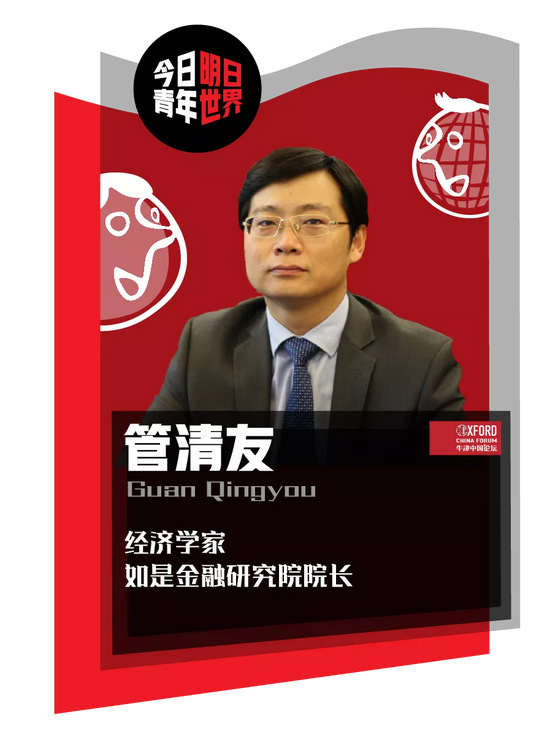 今日明日
青年世界
管清友
Guan Qingyou
OXFORD
CHINA FORUM
牛津中国论坛
经济学家
如是金融研究院院长